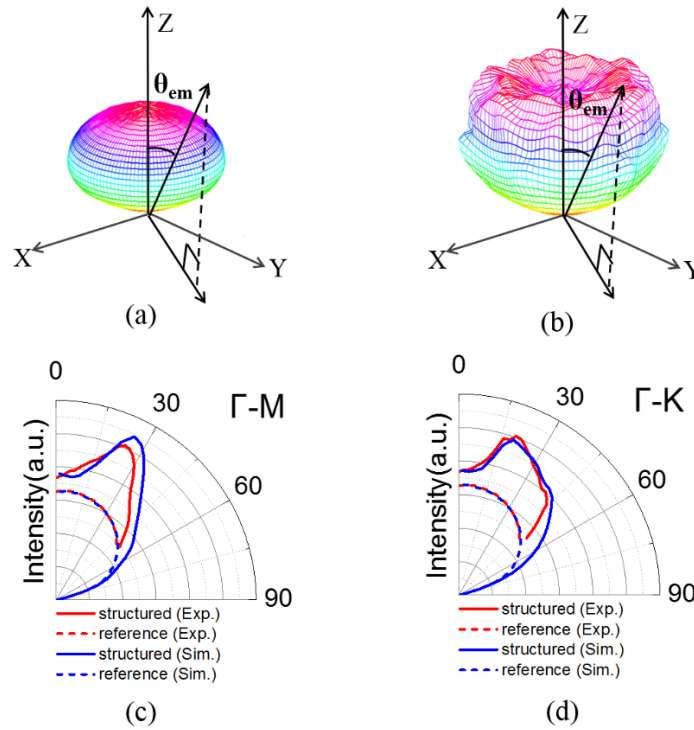 Z
θem
X
Y
(a)
Z
θem
X
Y
(b)
0
30
Γ-M
60
90
Intensity(a.u.)
structured (Exp.)
reference (Exp.)
structured (Sim.)
reference (Sim.)
(c)
0
30
Γ-K
60
90
Intensity(a.u.)
structured (Exp.)
reference (Exp.)
structured (Sim.)
reference (Sim.)
(d)